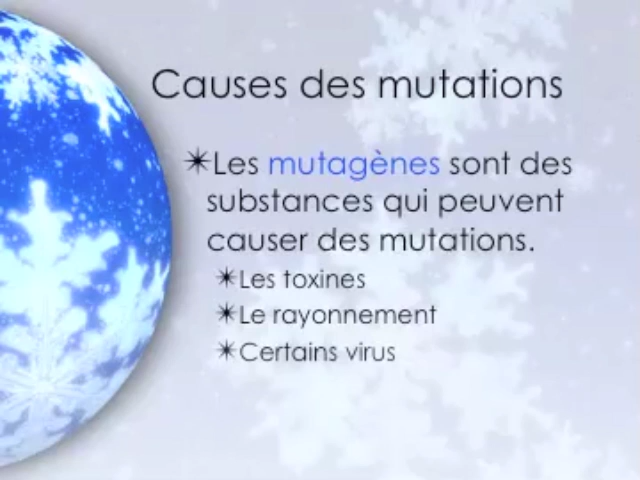 Causes des mutations
✴Les mutagènes sont des
substances qui peuvent
causer des mutations.
✴Les toxines
✴Le rayonnement
✴Certains virus